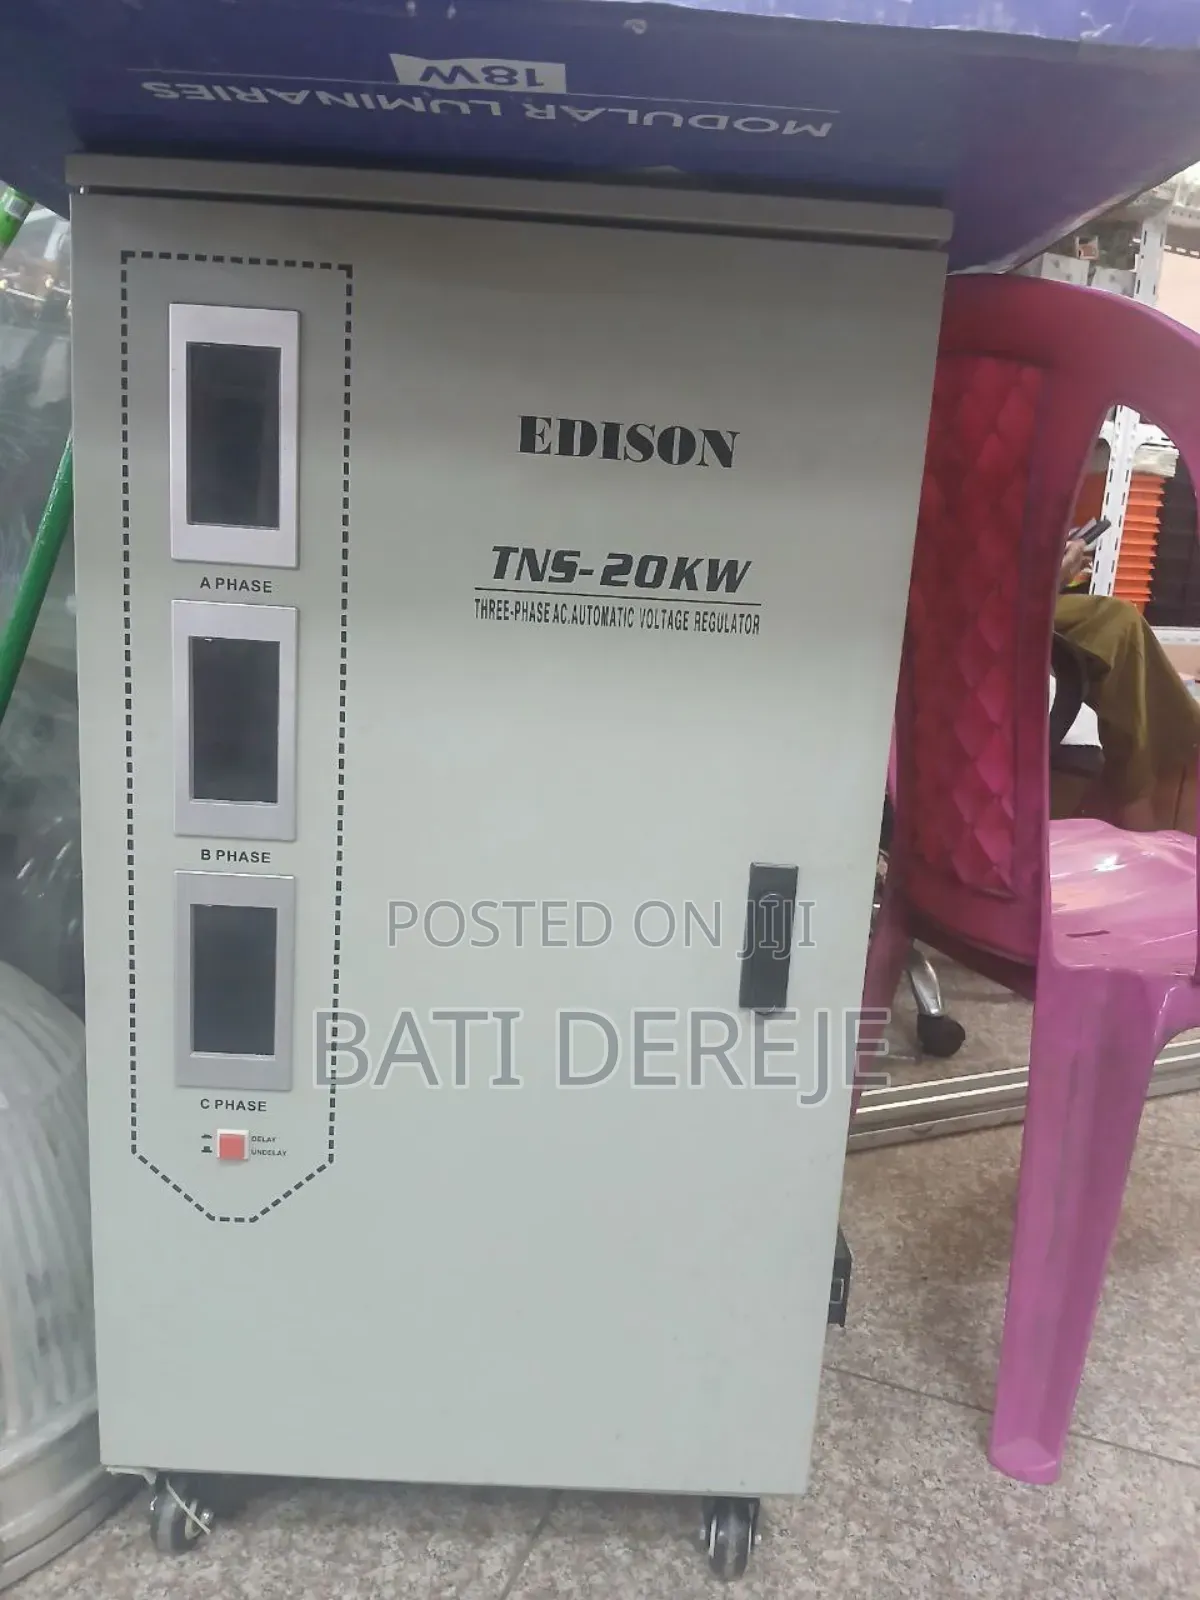 18W
MODULAR LUMINARIES
EDISON
TNS-20KW
THREE-PHASE AC.AUTOMATIC VOLTAGE REGULATOR
A PHASE
B PHASE
C PHASE
DELAY
UNDELAY
POSTED ON JIJI
BATI DEREJE